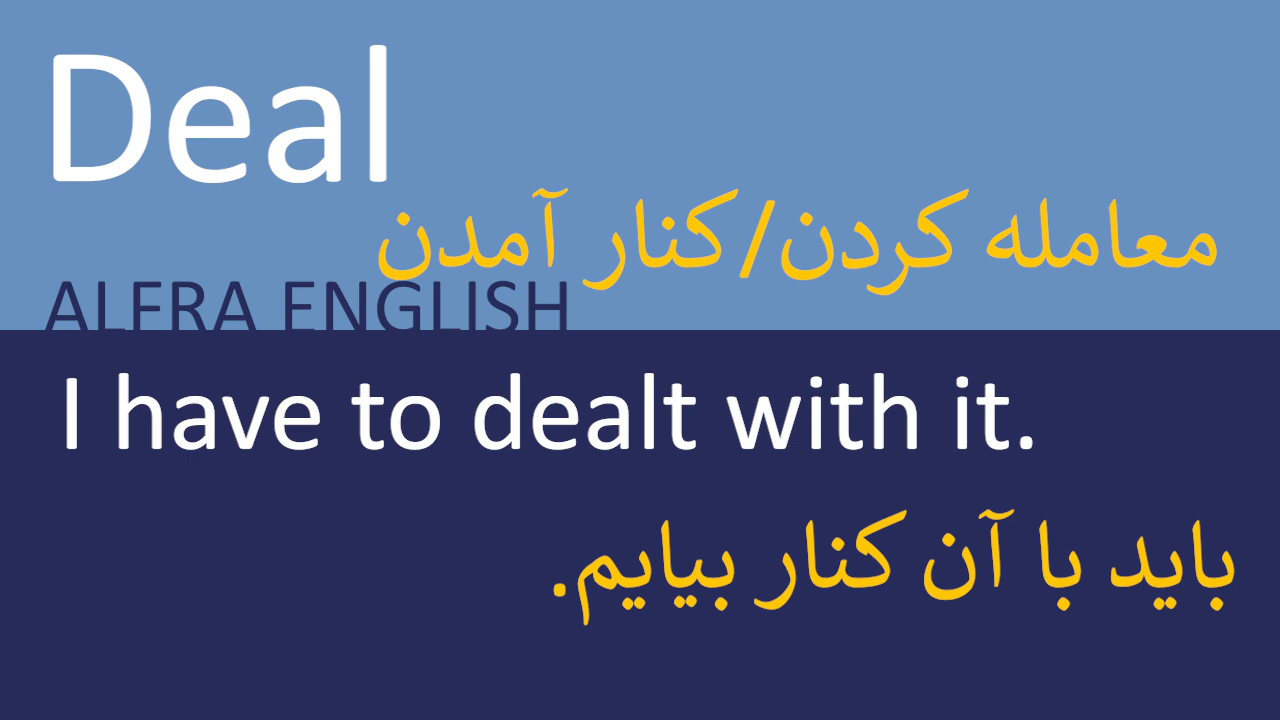 Deal
معامله کردن/کنار آمدن
ALFRA ENGLISH
I have to dealt with it.
باید با آن کنار بیایم.